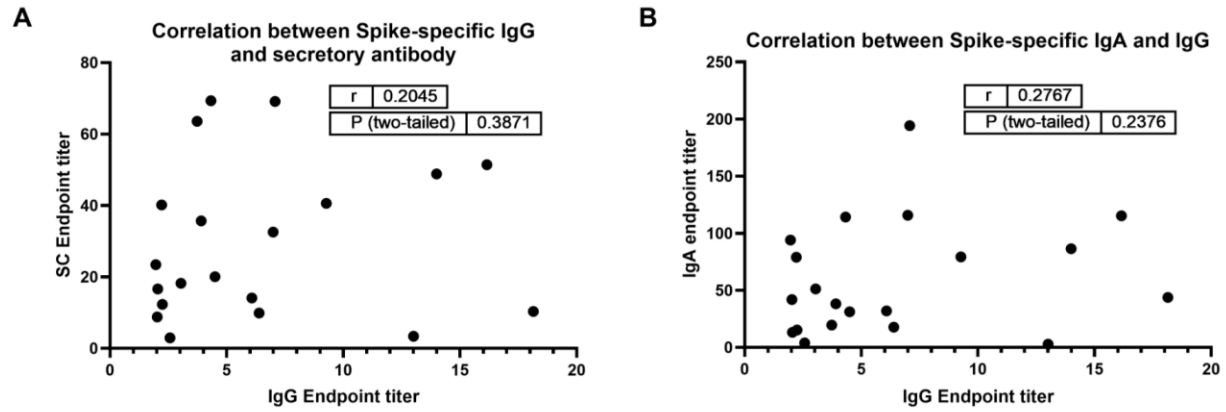 A
Correlation between Spike-specific IgG
and secretory antibody
80
60
40
20
0
SC Endpoint titer
r 0.2045
P (two-tailed) 0.3871
0 5 10 15 20
IgG Endpoint titer
B
Correlation between Spike-specific IgA and IgG
250
200
150
100
50
0
IgA endpoint titer
r 0.2767
P (two-tailed) 0.2376
0 5 10 15 20
IgG Endpoint titer